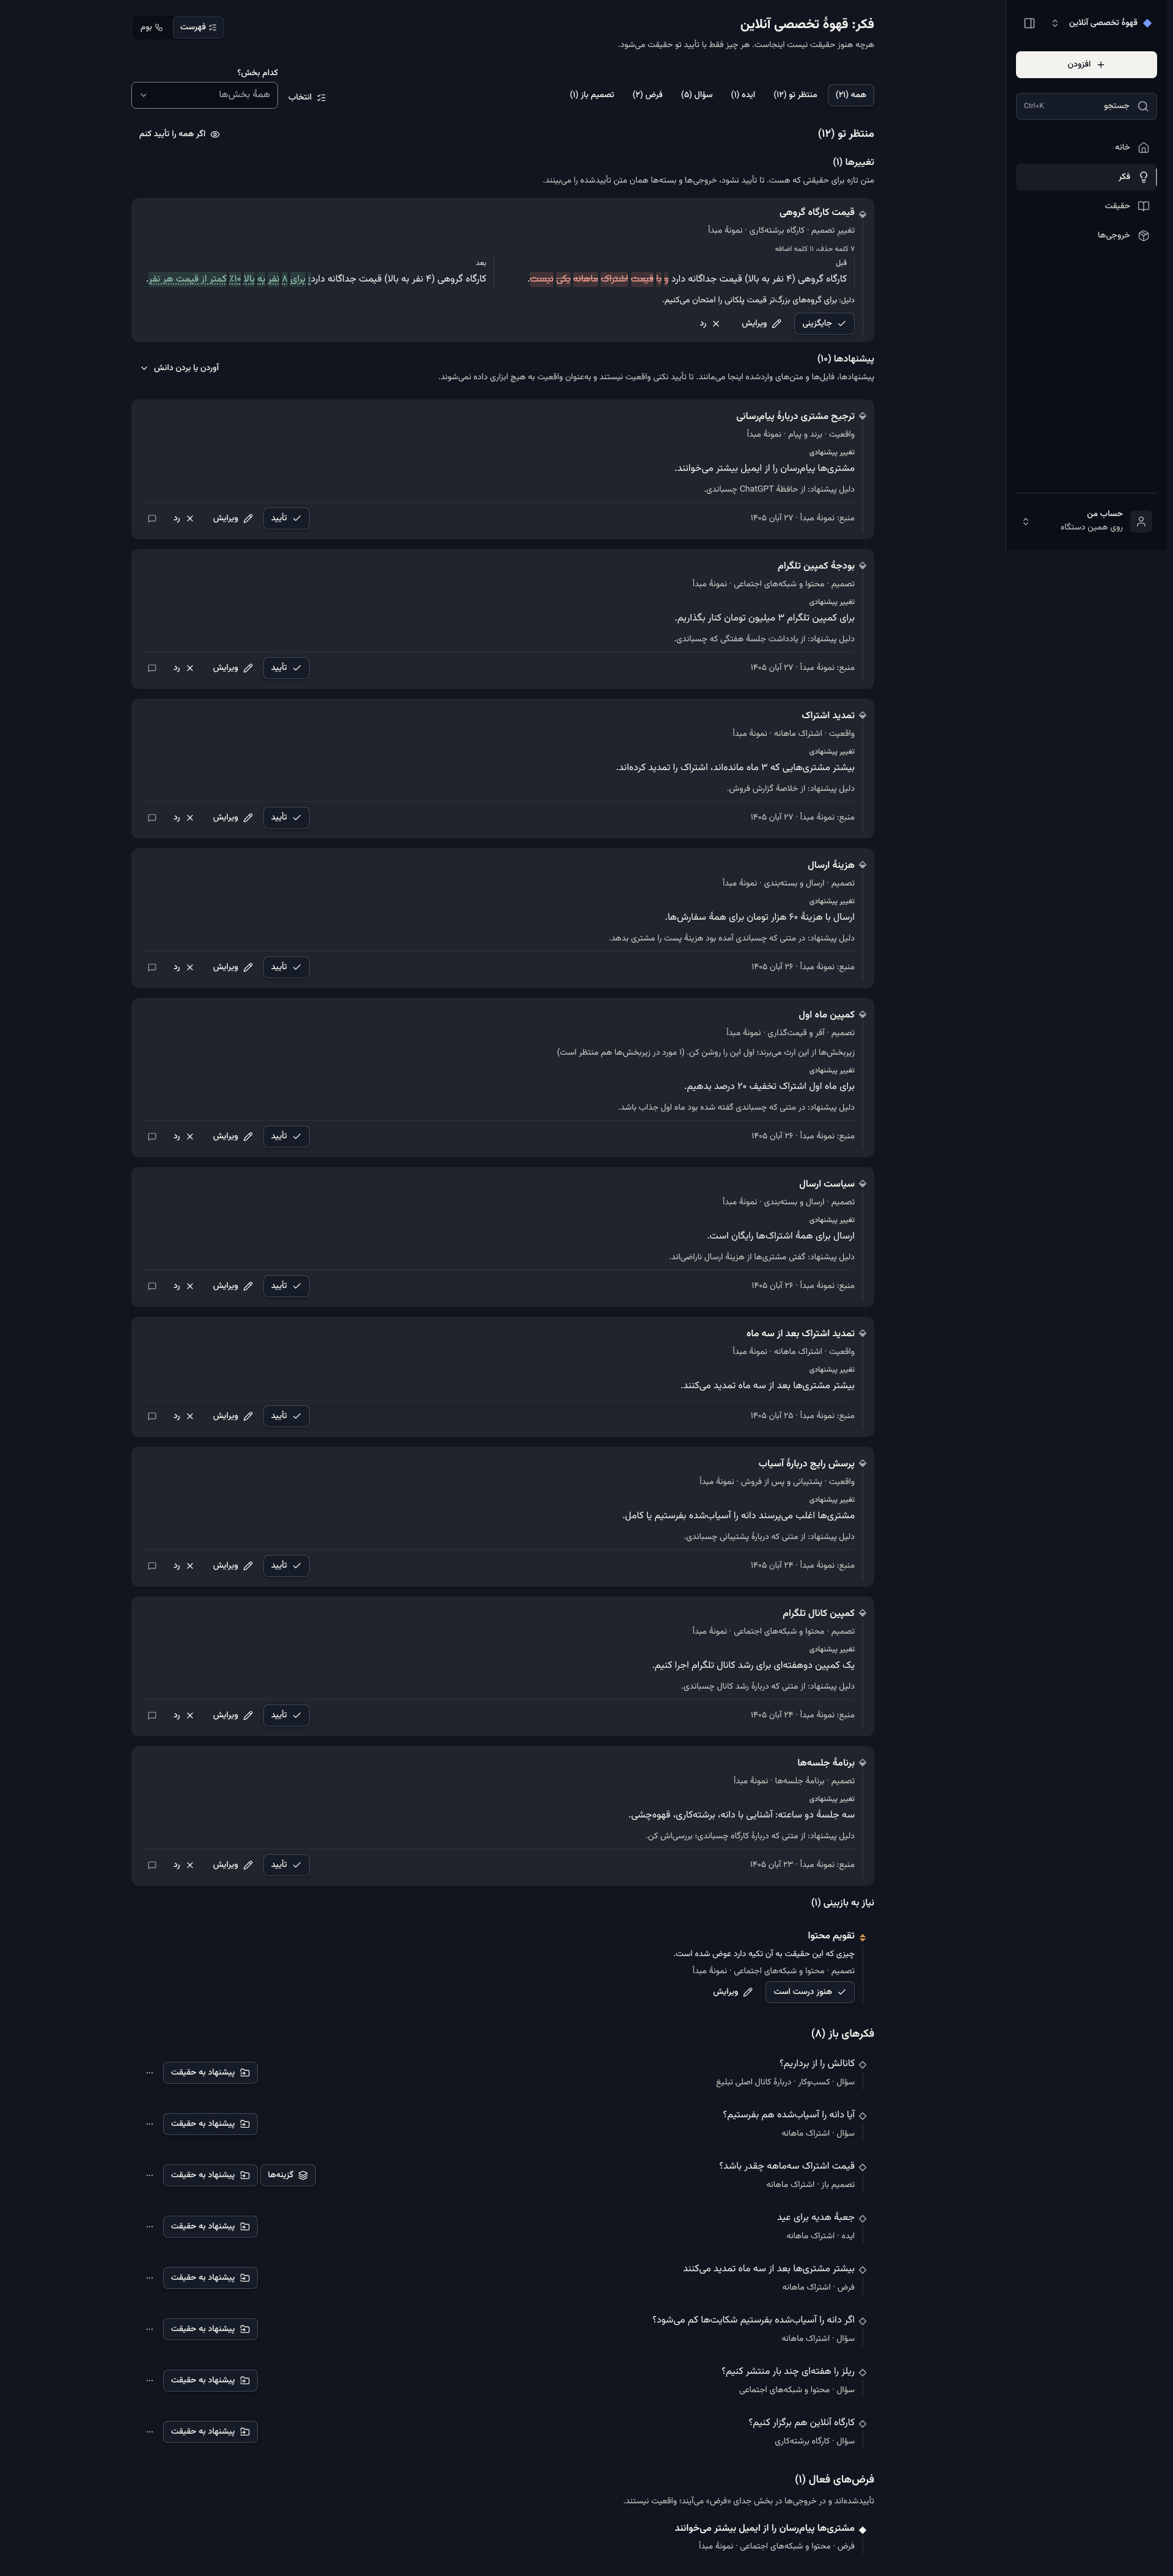 قهوهٔ تخصصی آنلاین
افزودن
جستجو
Ctrl+K
خانه
فکر
حقیقت
خروجی‌ها
حساب من
روی همین دستگاه
فکر: قهوهٔ تخصصی آنلاین
هرچه هنوز حقیقت نیست اینجاست. هر چیز فقط با تأیید تو حقیقت می‌شود.
فهرست
بوم
همه (۲۱)
منتظر تو (۱۲)
ایده (۱)
سؤال (۵)
فرض (۲)
تصمیم باز (۱)
انتخاب
کدام بخش؟
همهٔ بخش‌ها
منتظر تو (۱۲)
اگر همه را تأیید کنم
تغییرها (۱)
متن تازه برای حقیقتی که هست. تا تأیید نشود، خروجی‌ها و بسته‌ها همان متن تأییدشده را می‌بینند.
قیمت کارگاه گروهی
تغییر تصمیم · کارگاه برشته‌کاری · نمونهٔ مبدأ
۷ کلمه حذف، ۱۱ کلمه اضافه
قبل
کارگاه گروهی (۴ نفر به بالا) قیمت جداگانه دارد و با قیمت اشتراک ماهانه یکی نیست.
بعد
کارگاه گروهی (۴ نفر به بالا) قیمت جداگانه دارد؛ برای ۸ نفر به بالا ۱۰٪ کمتر از قیمت هر نفر.
دلیل: برای گروه‌های بزرگ‌تر قیمت پلکانی را امتحان می‌کنیم.
جایگزینی
ویرایش
رد
پیشنهادها (۱۰)
آوردن یا بردن دانش
پیشنهادها، فایل‌ها و متن‌های واردشده اینجا می‌مانند. تا تأیید نکنی واقعیت نیستند و به‌عنوان واقعیت به هیچ ابزاری داده نمی‌شوند.
ترجیح مشتری دربارهٔ پیام‌رسانی
واقعیت · برند و پیام · نمونهٔ مبدأ
تغییر پیشنهادی
مشتری‌ها پیام‌رسان را از ایمیل بیشتر می‌خوانند.
دلیل پیشنهاد: از حافظهٔ ChatGPT چسباندی.
منبع: نمونهٔ مبدأ · ۲۷ آبان ۱۴۰۵
تأیید
ویرایش
رد
بودجهٔ کمپین تلگرام
تصمیم · محتوا و شبکه‌های اجتماعی · نمونهٔ مبدأ
تغییر پیشنهادی
برای کمپین تلگرام ۳ میلیون تومان کنار بگذاریم.
دلیل پیشنهاد: از یادداشت جلسهٔ هفتگی که چسباندی.
منبع: نمونهٔ مبدأ · ۲۷ آبان ۱۴۰۵
تأیید
ویرایش
رد
تمدید اشتراک
واقعیت · اشتراک ماهانه · نمونهٔ مبدأ
تغییر پیشنهادی
بیشتر مشتری‌هایی که ۳ ماه مانده‌اند، اشتراک را تمدید کرده‌اند.
دلیل پیشنهاد: از خلاصهٔ گزارش فروش.
منبع: نمونهٔ مبدأ · ۲۷ آبان ۱۴۰۵
تأیید
ویرایش
رد
هزینهٔ ارسال
تصمیم · ارسال و بسته‌بندی · نمونهٔ مبدأ
تغییر پیشنهادی
ارسال با هزینهٔ ۶۰ هزار تومان برای همهٔ سفارش‌ها.
دلیل پیشنهاد: در متنی که چسباندی آمده بود هزینهٔ پست را مشتری بدهد.
منبع: نمونهٔ مبدأ · ۲۶ آبان ۱۴۰۵
تأیید
ویرایش
رد
کمپین ماه اول
تصمیم · آفر و قیمت‌گذاری · نمونهٔ مبدأ
زیربخش‌ها از این ارث می‌برند؛ اول این را روشن کن. (۱ مورد در زیربخش‌ها هم منتظر است)
تغییر پیشنهادی
برای ماه اول اشتراک تخفیف ۲۰ درصد بدهیم.
دلیل پیشنهاد: در متنی که چسباندی گفته شده بود ماه اول جذاب باشد.
منبع: نمونهٔ مبدأ · ۲۶ آبان ۱۴۰۵
تأیید
ویرایش
رد
سیاست ارسال
تصمیم · ارسال و بسته‌بندی · نمونهٔ مبدأ
تغییر پیشنهادی
ارسال برای همهٔ اشتراک‌ها رایگان است.
دلیل پیشنهاد: گفتی مشتری‌ها از هزینهٔ ارسال ناراضی‌اند.
منبع: نمونهٔ مبدأ · ۲۶ آبان ۱۴۰۵
تأیید
ویرایش
رد
تمدید اشتراک بعد از سه ماه
واقعیت · اشتراک ماهانه · نمونهٔ مبدأ
تغییر پیشنهادی
بیشتر مشتری‌ها بعد از سه ماه تمدید می‌کنند.
منبع: نمونهٔ مبدأ · ۲۵ آبان ۱۴۰۵
تأیید
ویرایش
رد
پرسش رایج دربارهٔ آسیاب
واقعیت · پشتیبانی و پس از فروش · نمونهٔ مبدأ
تغییر پیشنهادی
مشتری‌ها اغلب می‌پرسند دانه را آسیاب‌شده بفرستیم یا کامل.
دلیل پیشنهاد: از متنی که دربارهٔ پشتیبانی چسباندی.
منبع: نمونهٔ مبدأ · ۲۴ آبان ۱۴۰۵
تأیید
ویرایش
رد
کمپین کانال تلگرام
تصمیم · محتوا و شبکه‌های اجتماعی · نمونهٔ مبدأ
تغییر پیشنهادی
یک کمپین دوهفته‌ای برای رشد کانال تلگرام اجرا کنیم.
دلیل پیشنهاد: از متنی که دربارهٔ رشد کانال چسباندی.
منبع: نمونهٔ مبدأ · ۲۴ آبان ۱۴۰۵
تأیید
ویرایش
رد
برنامهٔ جلسه‌ها
تصمیم · برنامهٔ جلسه‌ها · نمونهٔ مبدأ
تغییر پیشنهادی
سه جلسهٔ دو ساعته: آشنایی با دانه، برشته‌کاری، قهوه‌چشی.
دلیل پیشنهاد: از متنی که دربارهٔ کارگاه چسباندی؛ بررسی‌اش کن.
منبع: نمونهٔ مبدأ · ۲۳ آبان ۱۴۰۵
تأیید
ویرایش
رد
نیاز به بازبینی (۱)
تقویم محتوا
چیزی که این حقیقت به آن تکیه دارد عوض شده است.
تصمیم · محتوا و شبکه‌های اجتماعی · نمونهٔ مبدأ
هنوز درست است
ویرایش
فکرهای باز (۸)
کانالش را از برداریم؟
سؤال · کسب‌وکار · دربارهٔ کانال اصلی تبلیغ
پیشنهاد به حقیقت
آیا دانه را آسیاب‌شده هم بفرستیم؟
سؤال · اشتراک ماهانه
پیشنهاد به حقیقت
قیمت اشتراک سه‌ماهه چقدر باشد؟
تصمیم باز · اشتراک ماهانه
گزینه‌ها
پیشنهاد به حقیقت
جعبهٔ هدیه برای عید
ایده · اشتراک ماهانه
پیشنهاد به حقیقت
بیشتر مشتری‌ها بعد از سه ماه تمدید می‌کنند
فرض · اشتراک ماهانه
پیشنهاد به حقیقت
اگر دانه را آسیاب‌شده بفرستیم شکایت‌ها کم می‌شود؟
سؤال · اشتراک ماهانه
پیشنهاد به حقیقت
ریلز را هفته‌ای چند بار منتشر کنیم؟
سؤال · محتوا و شبکه‌های اجتماعی
پیشنهاد به حقیقت
کارگاه آنلاین هم برگزار کنیم؟
سؤال · کارگاه برشته‌کاری
پیشنهاد به حقیقت
فرض‌های فعال (۱)
تأییدشده‌اند و در خروجی‌ها در بخش جدای «فرض» می‌آیند؛ واقعیت نیستند.
مشتری‌ها پیام‌رسان را از ایمیل بیشتر می‌خوانند
فرض · محتوا و شبکه‌های اجتماعی · نمونهٔ مبدأ